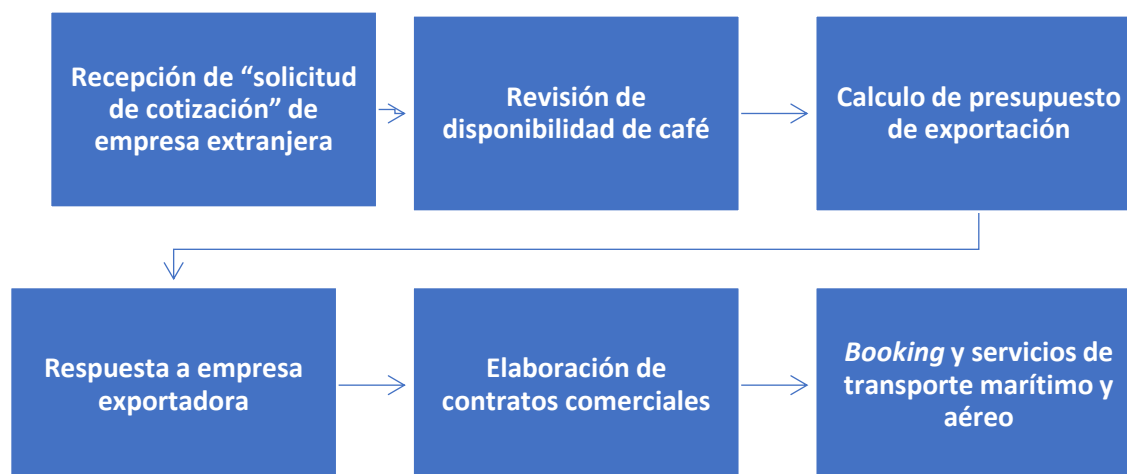 Recepción de “solicitud
de cotización” de
empresa extranjera
Revisión de
disponibilidad de café
Calculo de presupuesto
de exportación
Respuesta a empresa
exportadora
Elaboración de
contratos comerciales
Booking y servicios de
transporte marítimo y
aéreo